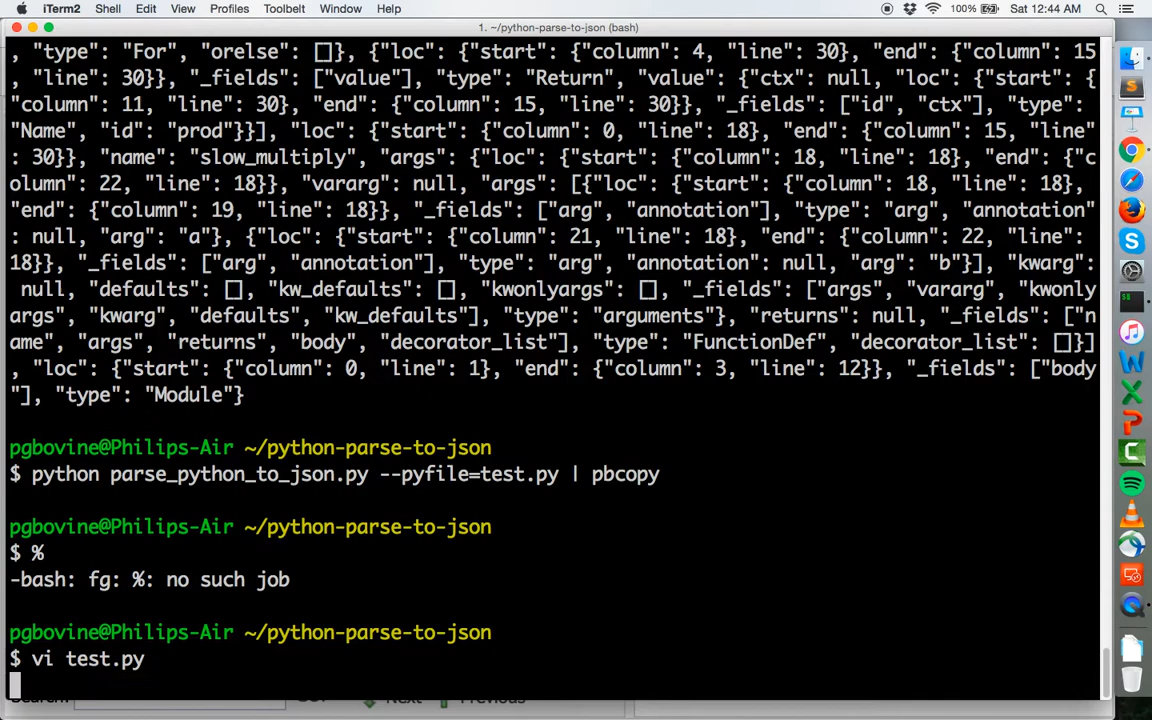 iTerm2 Shell Edit View Profiles Toolbelt Window Help 100% Sat 12:44 AM
1. ~/python-parse-to-json (bash)
, "type": "For", "orelse": []}, {"loc": {"start": {"column": 4, "line": 30}, "end": {"column": 15
, "line": 30}}, "_fields": ["value"], "type": "Return", "value": {"ctx": null, "loc": {"start": {
"column": 11, "line": 30}, "end": {"column": 15, "line": 30}}, "_fields": ["id", "ctx"], "type":
"Name", "id": "prod"}}], "loc": {"start": {"column": 0, "line": 18}, "end": {"column": 15, "line"
: 30}}, "name": "slow_multiply", "args": {"loc": {"start": {"column": 18, "line": 18}, "end": {"c
olumn": 22, "line": 18}}, "vararg": null, "args": [{"loc": {"start": {"column": 18, "line": 18},
"end": {"column": 19, "line": 18}}, "_fields": ["arg", "annotation"], "type": "arg", "annotation"
: null, "arg": "a"}, {"loc": {"start": {"column": 21, "line": 18}, "end": {"column": 22, "line":
18}}, "_fields": ["arg", "annotation"], "type": "arg", "annotation": null, "arg": "b"}], "kwarg":
null, "defaults": [], "kw_defaults": [], "kwonlyargs": [], "_fields": ["args", "vararg", "kwonly
args", "kwarg", "defaults", "kw_defaults"], "type": "arguments"}, "returns": null, "_fields": ["n
ame", "args", "returns", "body", "decorator_list"], "type": "FunctionDef", "decorator_list": []}]
, "loc": {"start": {"column": 0, "line": 1}, "end": {"column": 3, "line": 12}}, "_fields": ["body
"], "type": "Module"}
pgbovine@Philips-Air ~/python-parse-to-json
$ python parse_python_to_json.py --pyfile=test.py | pbcopy
pgbovine@Philips-Air ~/python-parse-to-json
$ %
-bash: fg: %: no such job
pgbovine@Philips-Air ~/python-parse-to-json
$ vi test.py